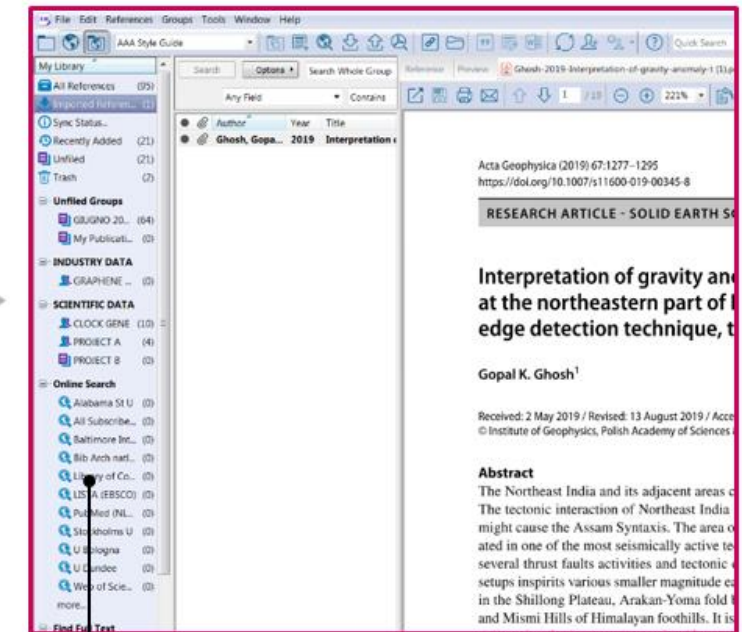 File Edit References Groups Tools Window Help
AAA Style Guide
Quick Search
My Library
All References (95)
Imported Referen... (1)
Sync Status...
Recently Added (21)
Unfiled (21)
Trash (2)
Unfiled Groups
GIUGNO 20... (64)
My Publicati... (0)
INDUSTRY DATA
GRAPHENE ... (0)
SCIENTIFIC DATA
CLOCK GENE (10)
PROJECT A (4)
PROJECT B (0)
Online Search
Alabama St U (0)
All Subscribe... (0)
Baltimore Int... (0)
Bib Arch natl... (0)
Library of Co... (0)
LISTA (EBSCO) (0)
PubMed (NL... (0)
Stockholms U (0)
U Bologna (0)
U Dundee (0)
Web of Scie... (0)
more...
Find Full Text
Search Options Search Whole Group
Any Field Contains
Author Year Title
Ghosh, Gopa... 2019 Interpretation
Reference Preview Ghosh-2019-Interpretation-of-gravity-anomaly-t (1).p
1 /19 221%
Acta Geophysica (2019) 67:1277–1295
https://doi.org/10.1007/s11600-019-00345-8
RESEARCH ARTICLE - SOLID EARTH
Interpretation of gravity
at the northeastern part of
edge detection technique,
Gopal K. Ghosh1
Received: 2 May 2019 / Revised: 13 August 2019 / Acce
© Institute of Geophysics, Polish Academy of Sciences
Abstract
The Northeast India and its adjacent areas
The tectonic interaction of Northeast India
might cause the Assam Syntaxis. The area
ated in one of the most seismically active
several thrust faults activities and tectonic
setups inspirits various smaller magnitude
in the Shillong Plateau, Arakan-Yoma fold
and Mismi Hills of Himalayan foothills. It is